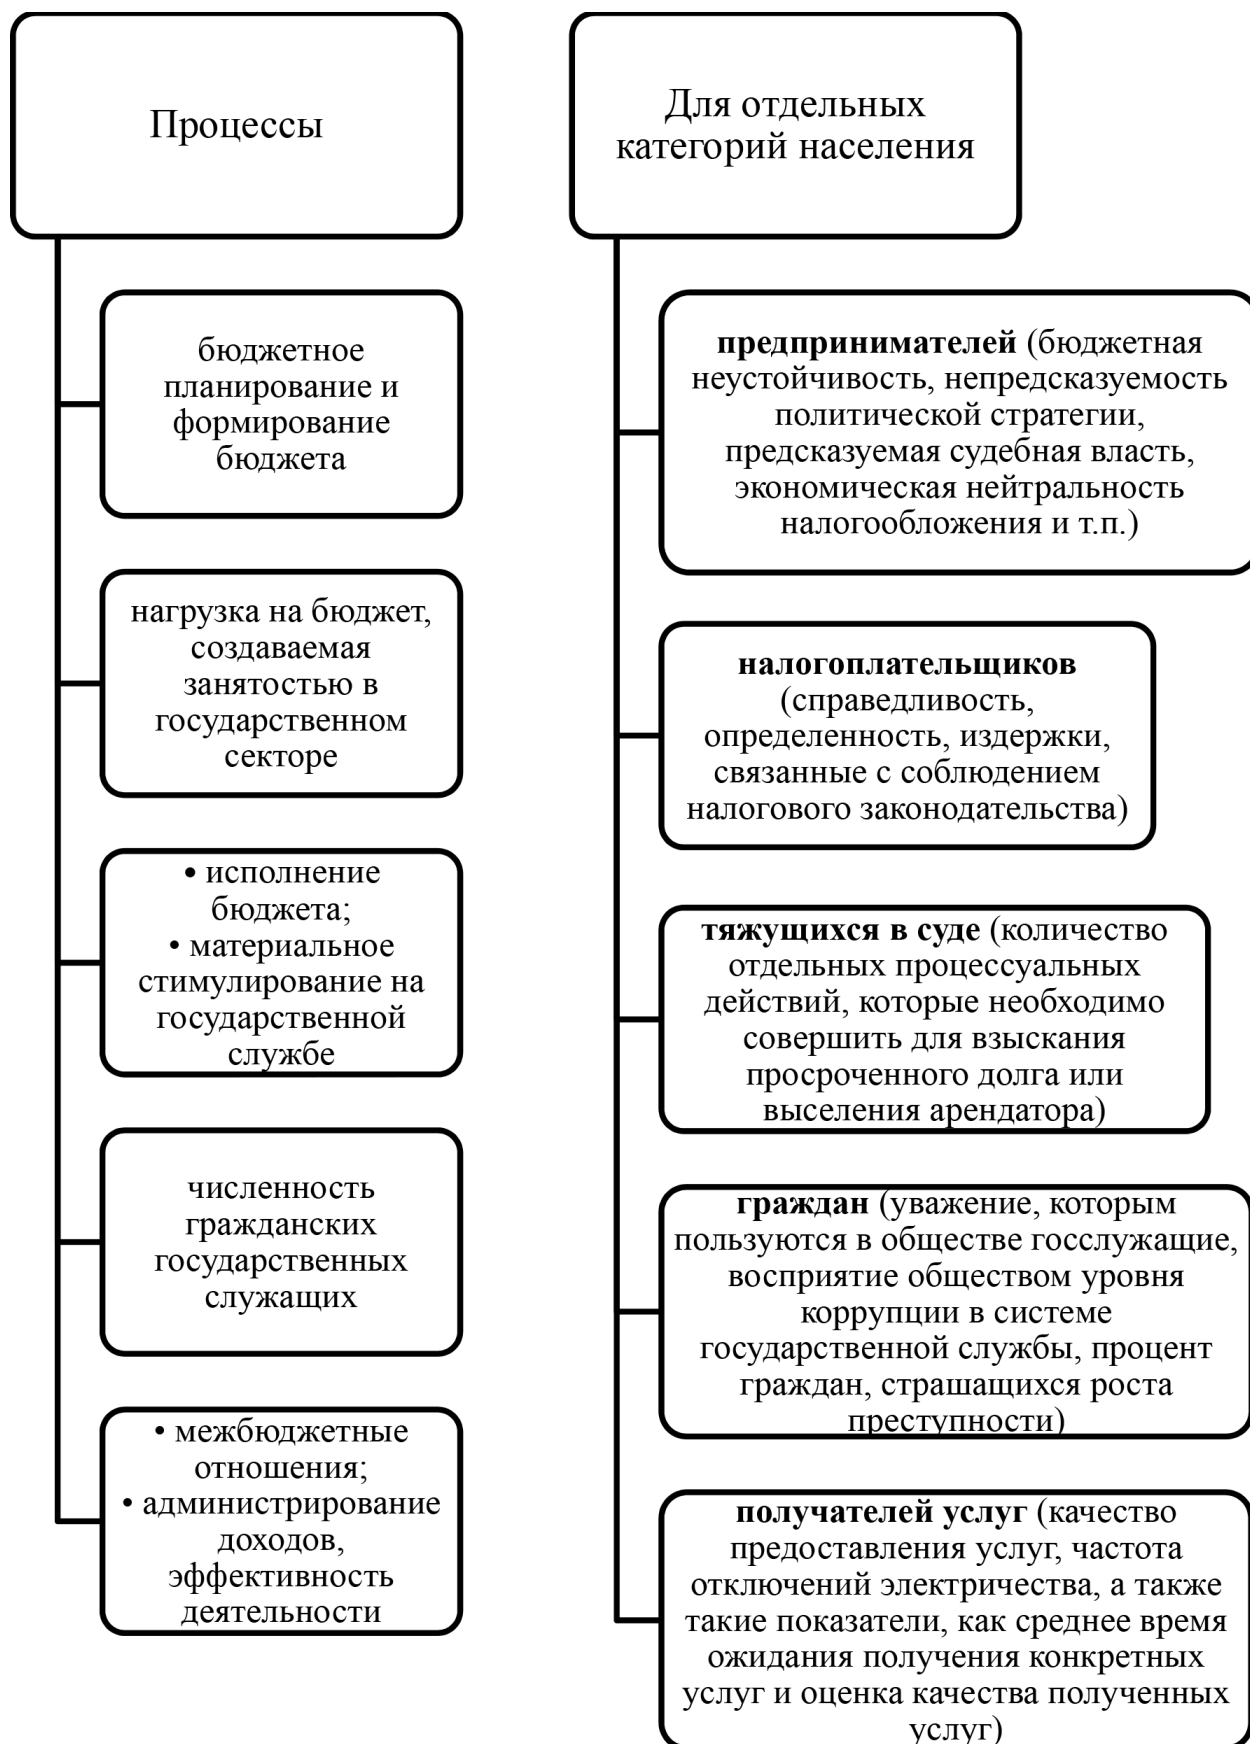 Процессы
бюджетное
планирование и
формирование
бюджета
нагрузка на бюджет,
создаваемая
занятостью в
государственном
секторе
• исполнение
бюджета;
• материальное
стимулирование на
государственной
службе
численность
гражданских
государственных
служащих
• межбюджетные
отношения;
• администрирование
доходов,
эффективность
деятельности
Для отдельных
категорий населения
предпринимателей (бюджетная
неустойчивость, непредсказуемость
политической стратегии,
предсказуемая судебная власть,
экономическая нейтральность
налогообложения и т.п.)
налогоплательщиков
(справедливость,
определенность, издержки,
связанные с соблюдением
налогового законодательства)
тяжущихся в суде (количество
отдельных процессуальных
действий, которые необходимо
совершить для взыскания
просроченного долга или
выселения арендатора)
граждан (уважение, которым
пользуются в обществе госслужащие,
восприятие обществом уровня
коррупции в системе
государственной службы, процент
граждан, страшащихся роста
преступности)
получателей услуг (качество
предоставления услуг, частота
отключений электричества, а также
такие показатели, как среднее время
ожидания получения конкретных
услуг и оценка качества полученных
услуг)